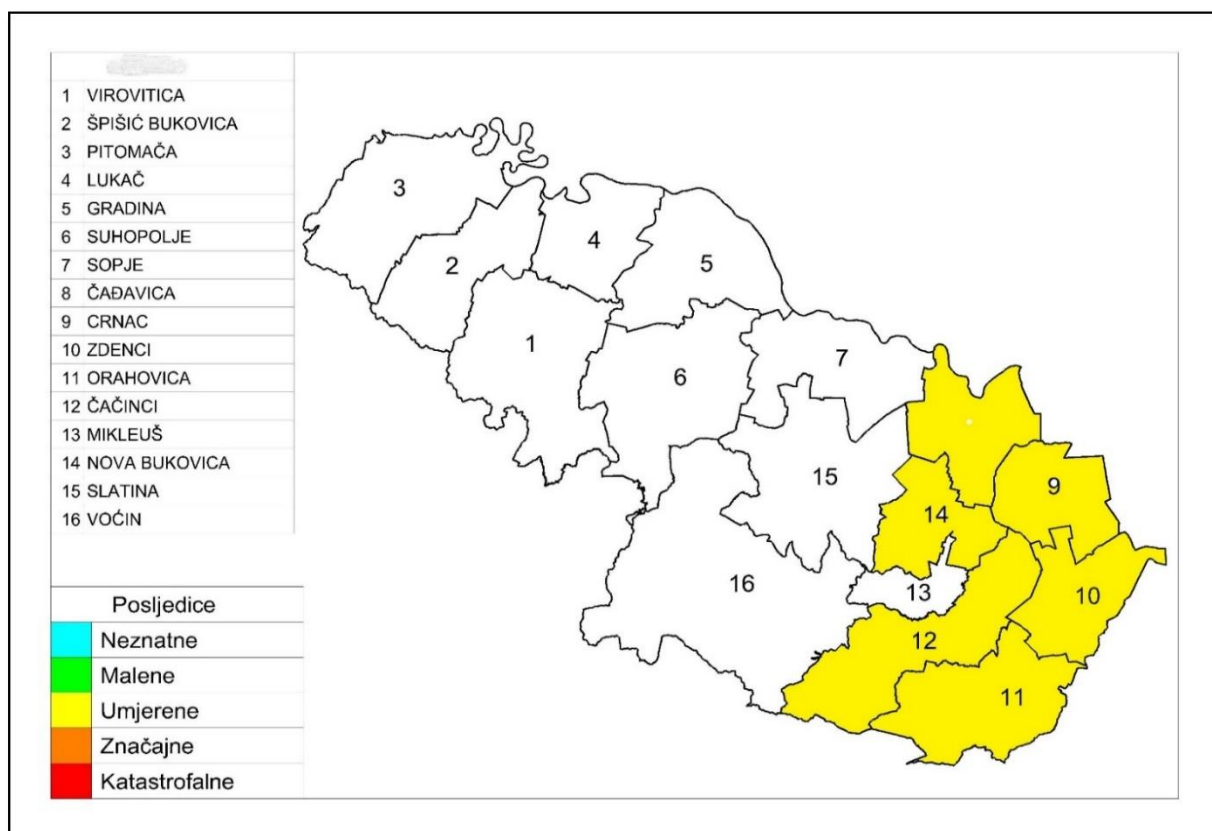 1 VIROVITICA
2 ŠPIŠIĆ BUKOVICA
3 PITOMAČA
4 LUKAČ
5 GRADINA
6 SUHOPOLJE
7 SOPJE
8 ČAĐAVICA
9 CRNAC
10 ZDENCI
11 ORAHOVICA
12 ČAČINCI
13 MIKLEUŠ
14 NOVA BUKOVICA
15 SLATINA
16 VOĆIN
Posljedice
Neznatne
Malene
Umjerene
Značajne
Katastrofalne
3
4
2
5
1
7
6
15
9
14
16
13
10
12
11